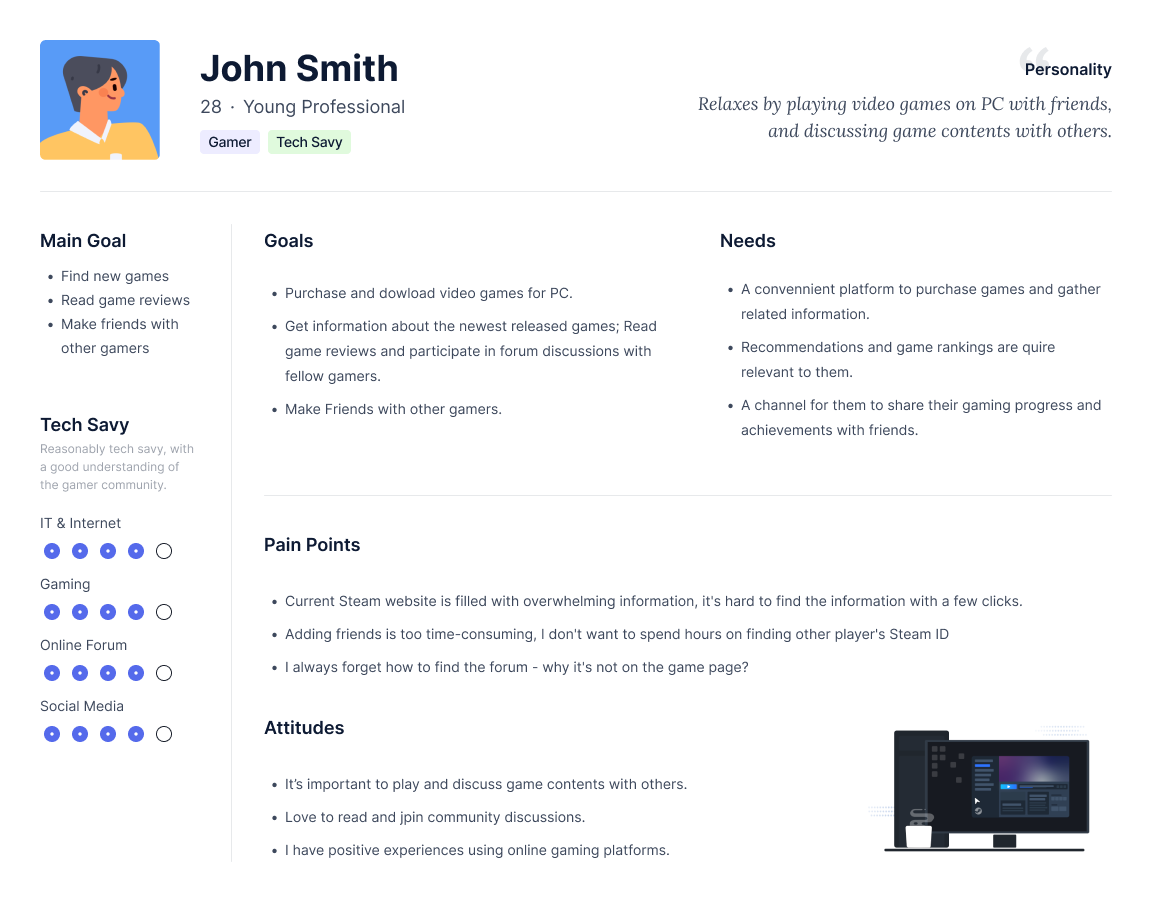 John Smith
28 · Young Professional
Gamer
Tech Savy
“
Personality
Relaxes by playing video games on PC with friends,
and discussing game contents with others.
Main Goal
• Find new games
• Read game reviews
• Make friends with
other gamers
Tech Savy
Reasonably tech savy, with
a good understanding of
the gamer community.
IT & Internet
Gaming
Online Forum
Social Media
Goals
• Purchase and dowload video games for PC.
• Get information about the newest released games; Read
game reviews and participate in forum discussions with
fellow gamers.
• Make Friends with other gamers.
Needs
• A convennient platform to purchase games and gather
related information.
• Recommendations and game rankings are quire
relevant to them.
• A channel for them to share their gaming progress and
achievements with friends.
Pain Points
• Current Steam website is filled with overwhelming information, it's hard to find the information with a few clicks.
• Adding friends is too time-consuming, I don't want to spend hours on finding other player's Steam ID
• I always forget how to find the forum - why it's not on the game page?
Attitudes
• It’s important to play and discuss game contents with others.
• Love to read and jpin community discussions.
• I have positive experiences using online gaming platforms.